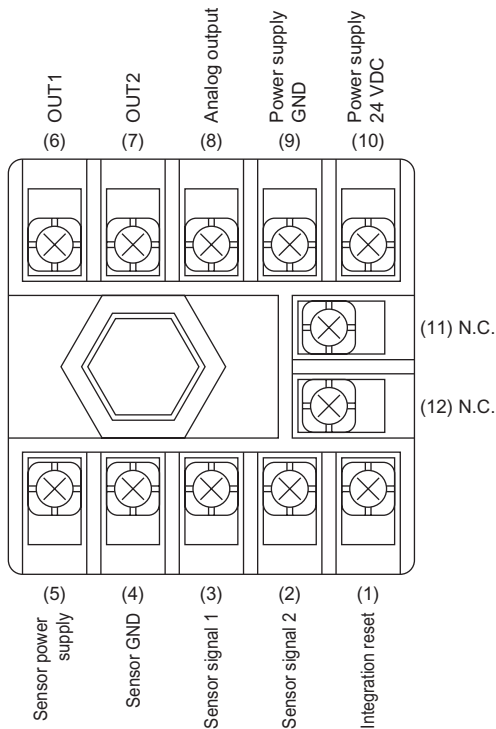 OUT1
OUT2
Analog output
Power supply
GND
Power supply
24 VDC
(6)
(7)
(8)
(9)
(10)
(11) N.C.
(12) N.C.
(5)
(4)
(3)
(2)
(1)
Sensor power
supply
Sensor GND
Sensor signal 1
Sensor signal 2
Integration reset